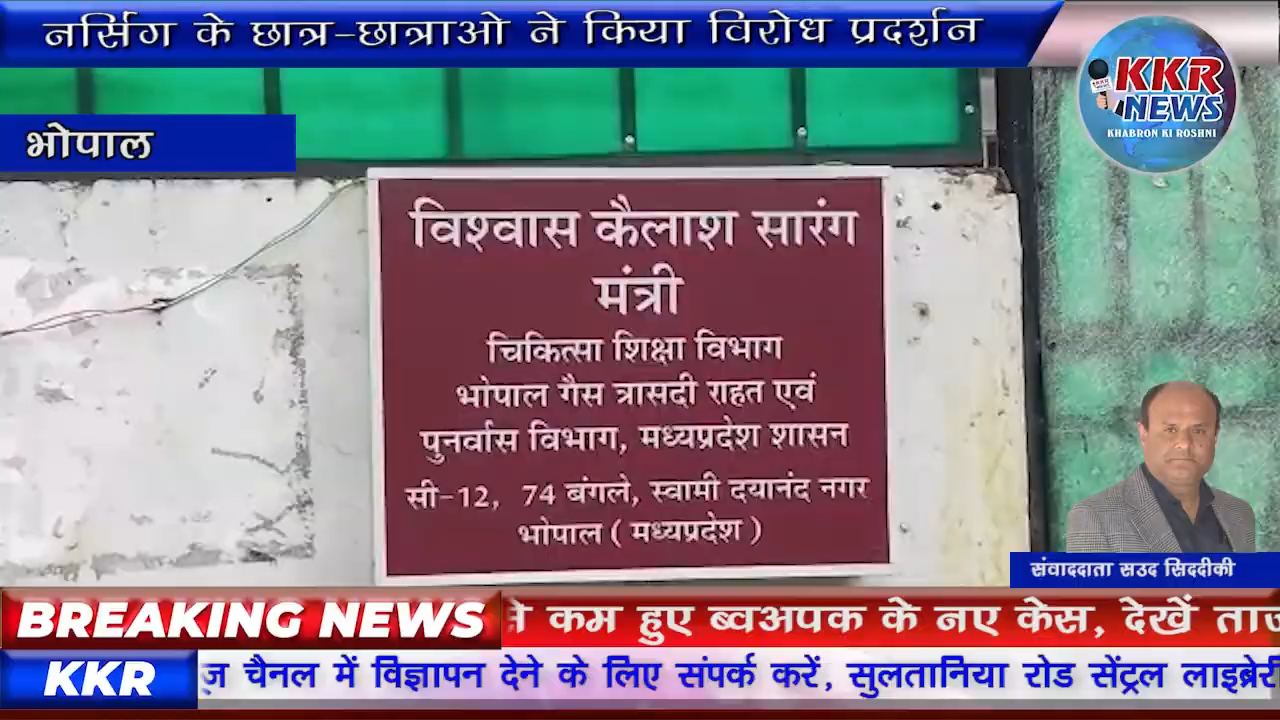 नर्सिग के छात्र-छात्राओ ने किया विरोध प्रदर्शन
KKR
NEWS
KHABRON KI ROSHNI
भोपाल
विश्वास कैलाश सारंग
मंत्री
चिकित्सा शिक्षा विभाग
भोपाल गैस त्रासदी राहत एवं
पुनर्वास विभाग, मध्यप्रदेश शासन
सी-12, 74 बंगले, स्वामी दयानंद नगर
भोपाल ( मध्यप्रदेश )
संवाददाता सउद सिददीकी
BREAKING NEWS कम हुए ब्वअपक के नए केस, देखें
KKR चैनल में विज्ञापन देने के लिए संपर्क करें, सुलतानिया रोड सेंट्रल लाइब्रेरी